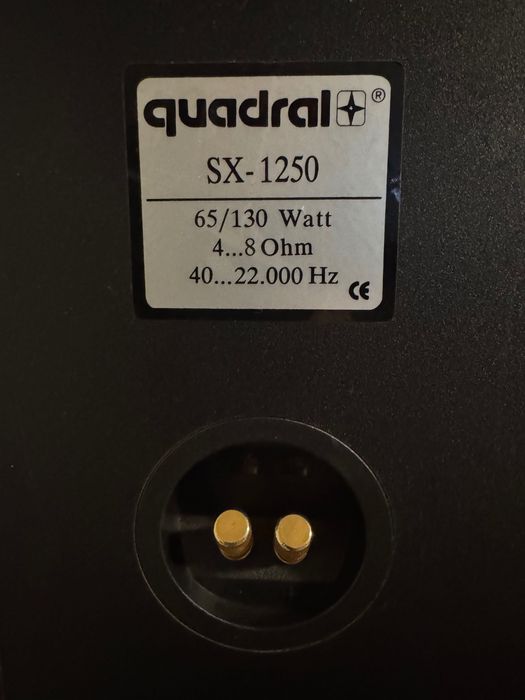 quadral ®
SX-1250
65/130 Watt
4...8 Ohm
40...22.000 Hz
CE